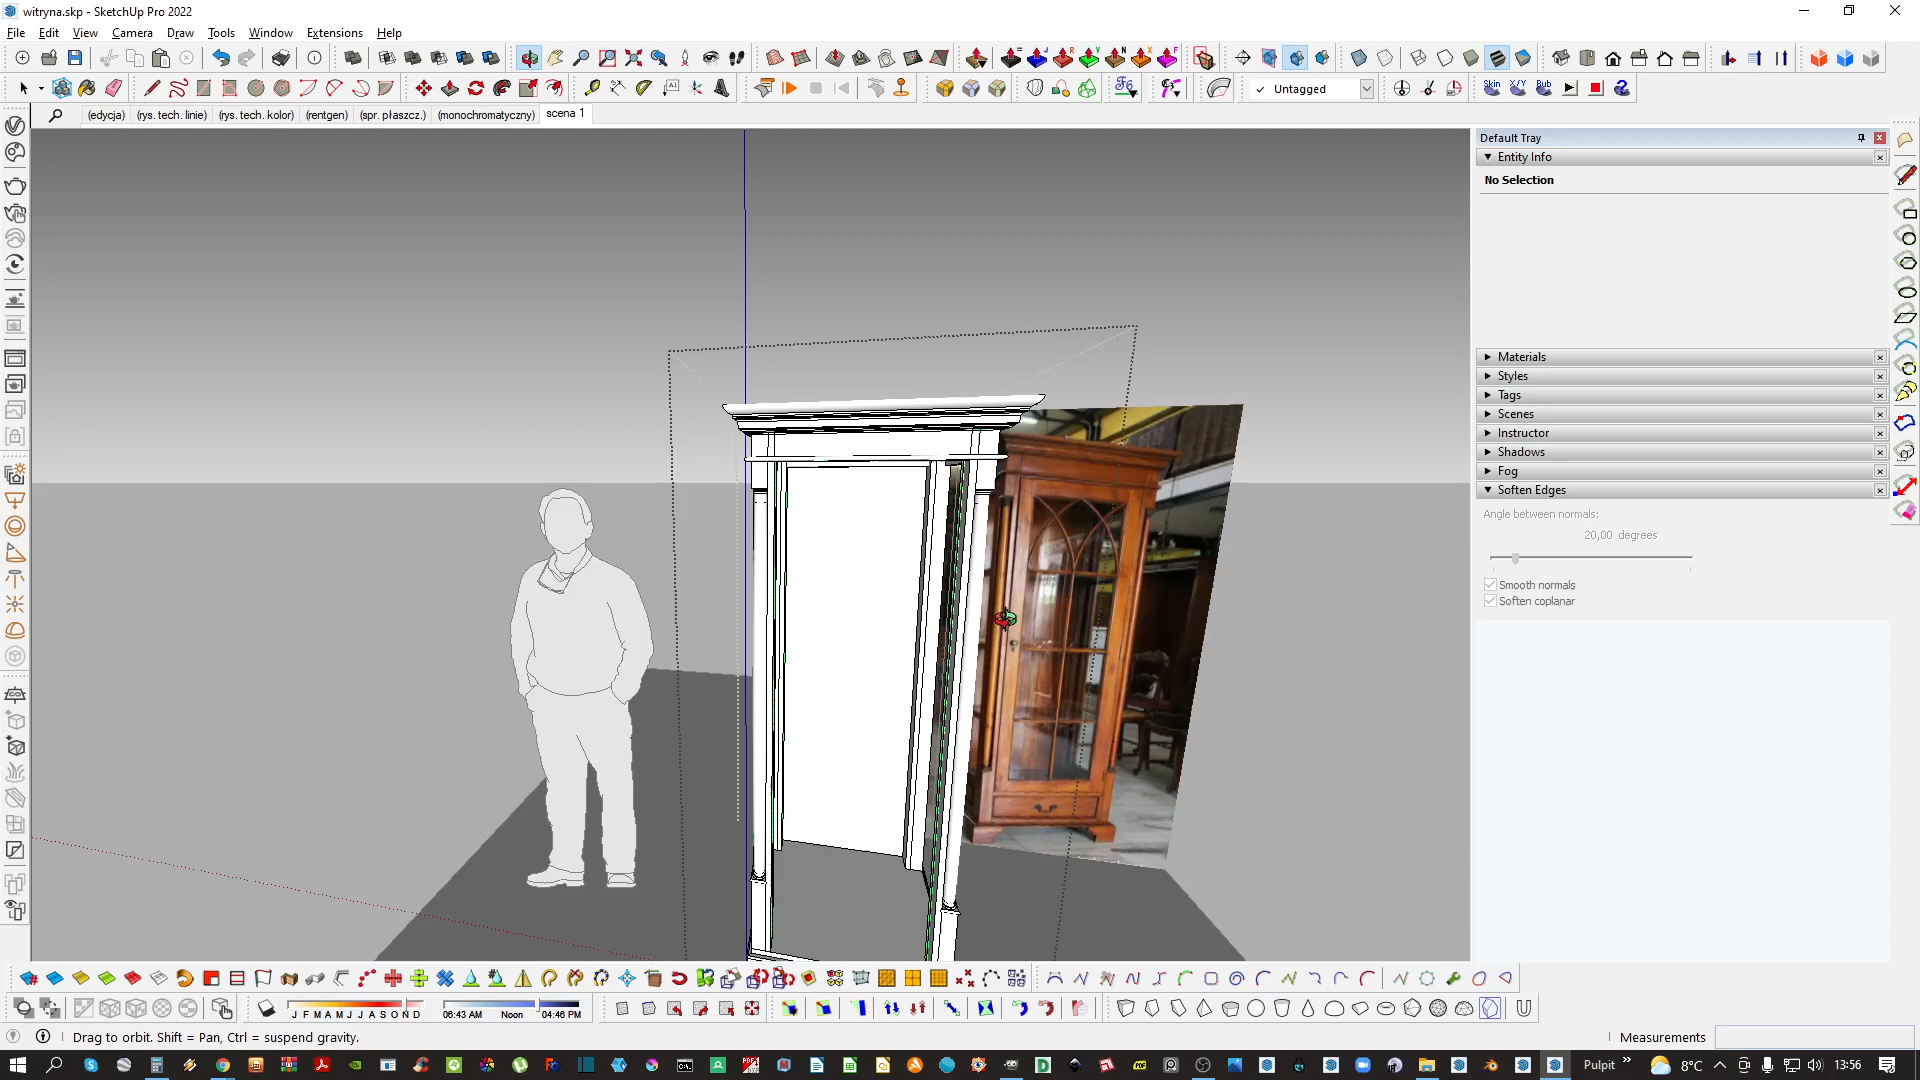 witryna.skp - SketchUp Pro 2022
File Edit View Camera Draw Tools Window Extensions Help
Untagged
Skin X/Y Bub
(edycja) (rys. tech. linie) (rys. tech. kolor) (rentgen) (spr. płaszcz.) (monochromatyczny) scena 1
Default Tray
Entity Info
No Selection
Materials
Styles
Tags
Scenes
Instructor
Shadows
Fog
Soften Edges
Angle between normals:
20,00 degrees
Smooth normals
Soften coplanar
J F M A M J J A S O N D
06:43 AM Noon 04:46 PM
Drag to orbit. Shift = Pan, Ctrl = suspend gravity.
Measurements
Pulpit
8°C
13:56